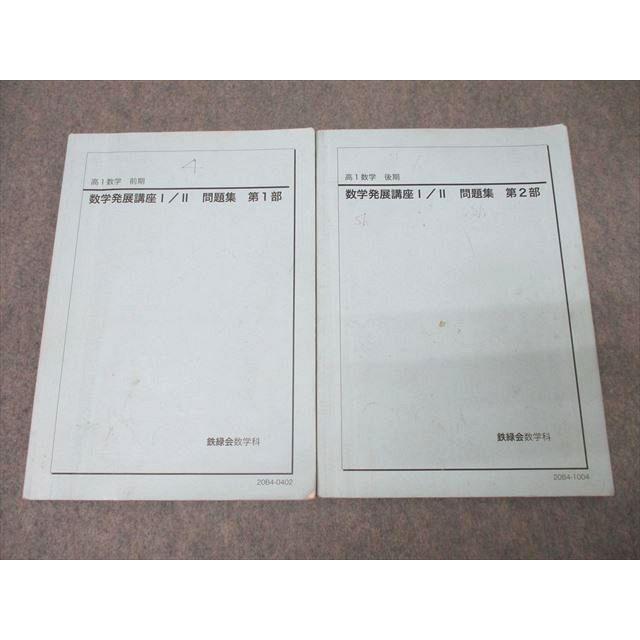 高1数学 前期
数学発展講座Ⅰ/Ⅱ 問題集 第1部
鉄緑会数学科
20B4-0402
高1数学 後期
数学発展講座Ⅰ/Ⅱ 問題集 第2部
鉄緑会数学科
20B4-1004